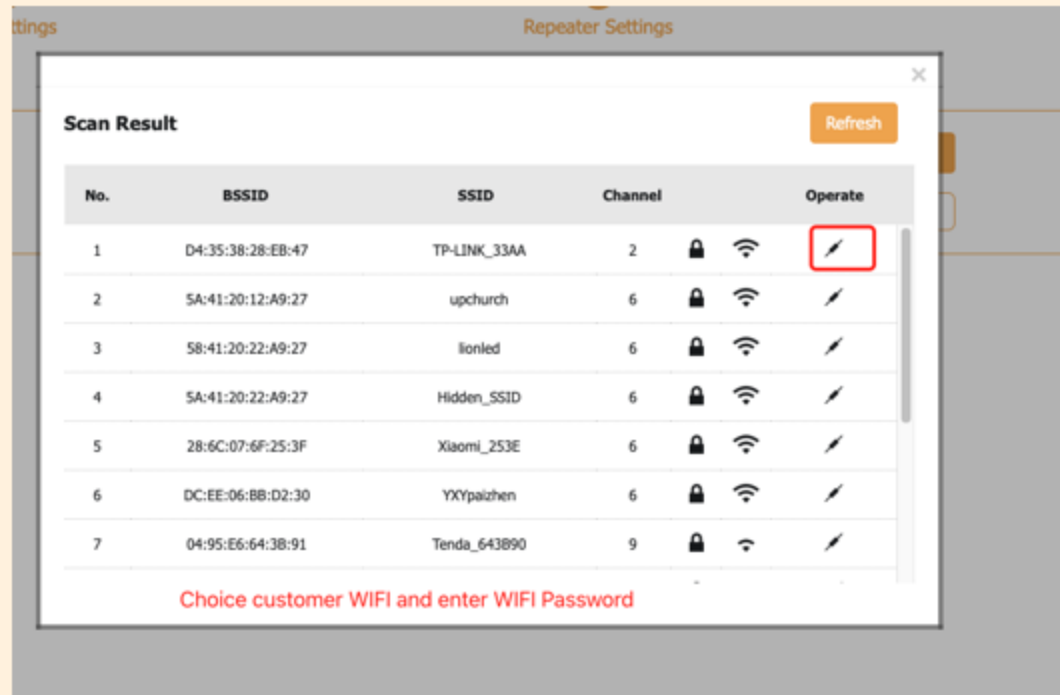 ttings
Repeater Settings
×
Scan Result
Refresh
No. BSSID SSID Channel Operate
1 D4:35:38:28:EB:47 TP-LINK_33AA 2
2 5A:41:20:12:A9:27 upchurch 6
3 58:41:20:22:A9:27 lionled 6
4 5A:41:20:22:A9:27 Hidden_SSID 6
5 28:6C:07:6F:25:3F Xiaomi_253E 6
6 DC:EE:06:BB:D2:30 YXYpaizhen 6
7 04:95:E6:64:3B:91 Tenda_643B90 9
Choice customer WIFI and enter WIFI Password